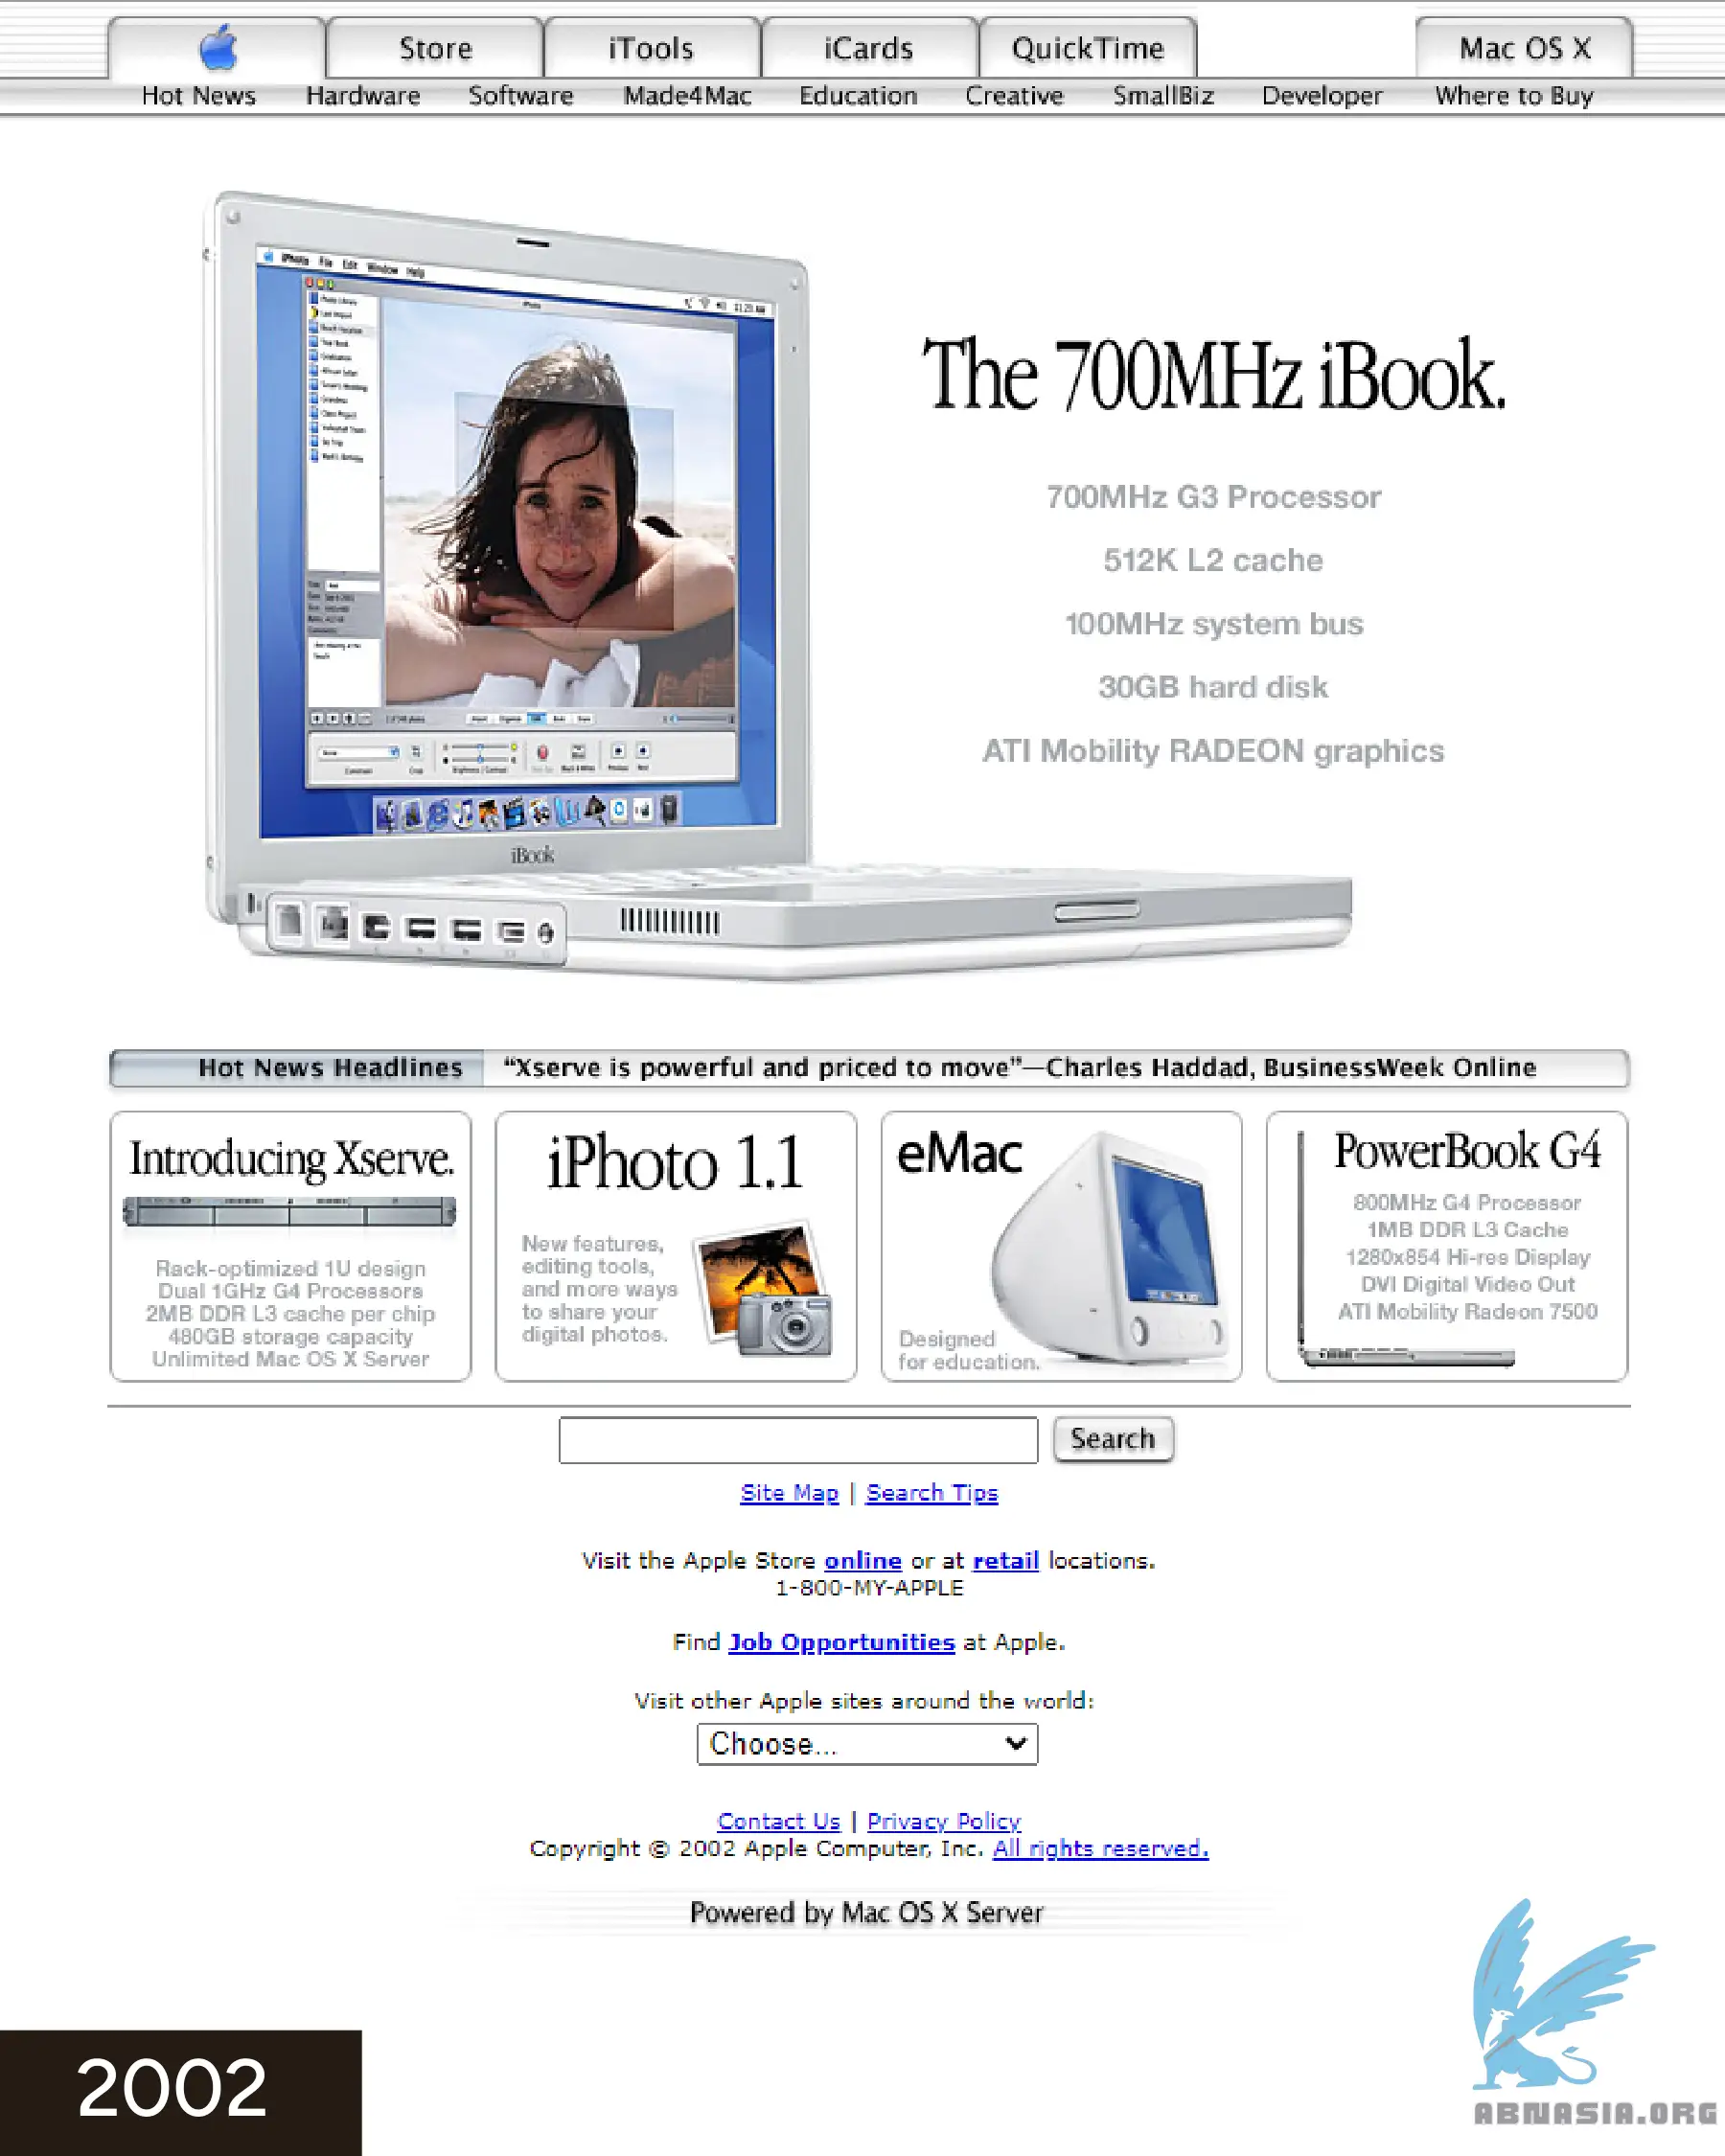 Store
iTools
iCards
QuickTime
Mac OS X
Hot News
Hardware
Software
Made4Mac
Education
Creative
SmallBiz
Developer
Where to Buy
iPhoto File Edit Window Help
iBook
The 700MHz iBook.
700MHz G3 Processor
512K L2 cache
100MHz system bus
30GB hard disk
ATI Mobility RADEON graphics
Hot News Headlines
“Xserve is powerful and priced to move”—Charles Haddad, BusinessWeek Online
Introducing Xserve.
Rack-optimized 1U design
Dual 1GHz G4 Processors
2MB DDR L3 cache per chip
480GB storage capacity
Unlimited Mac OS X Server
iPhoto 1.1
New features,
editing tools,
and more ways
to share your
digital photos.
eMac
Designed
for education.
PowerBook G4
800MHz G4 Processor
1MB DDR L3 Cache
1280x854 Hi-res Display
DVI Digital Video Out
ATI Mobility Radeon 7500
Search
Site Map | Search Tips
Visit the Apple Store online or at retail locations.
1-800-MY-APPLE
Find Job Opportunities at Apple.
Visit other Apple sites around the world:
Choose...
Contact Us | Privacy Policy
Copyright © 2002 Apple Computer, Inc. All rights reserved.
Powered by Mac OS X Server
2002
ABNASIA.ORG